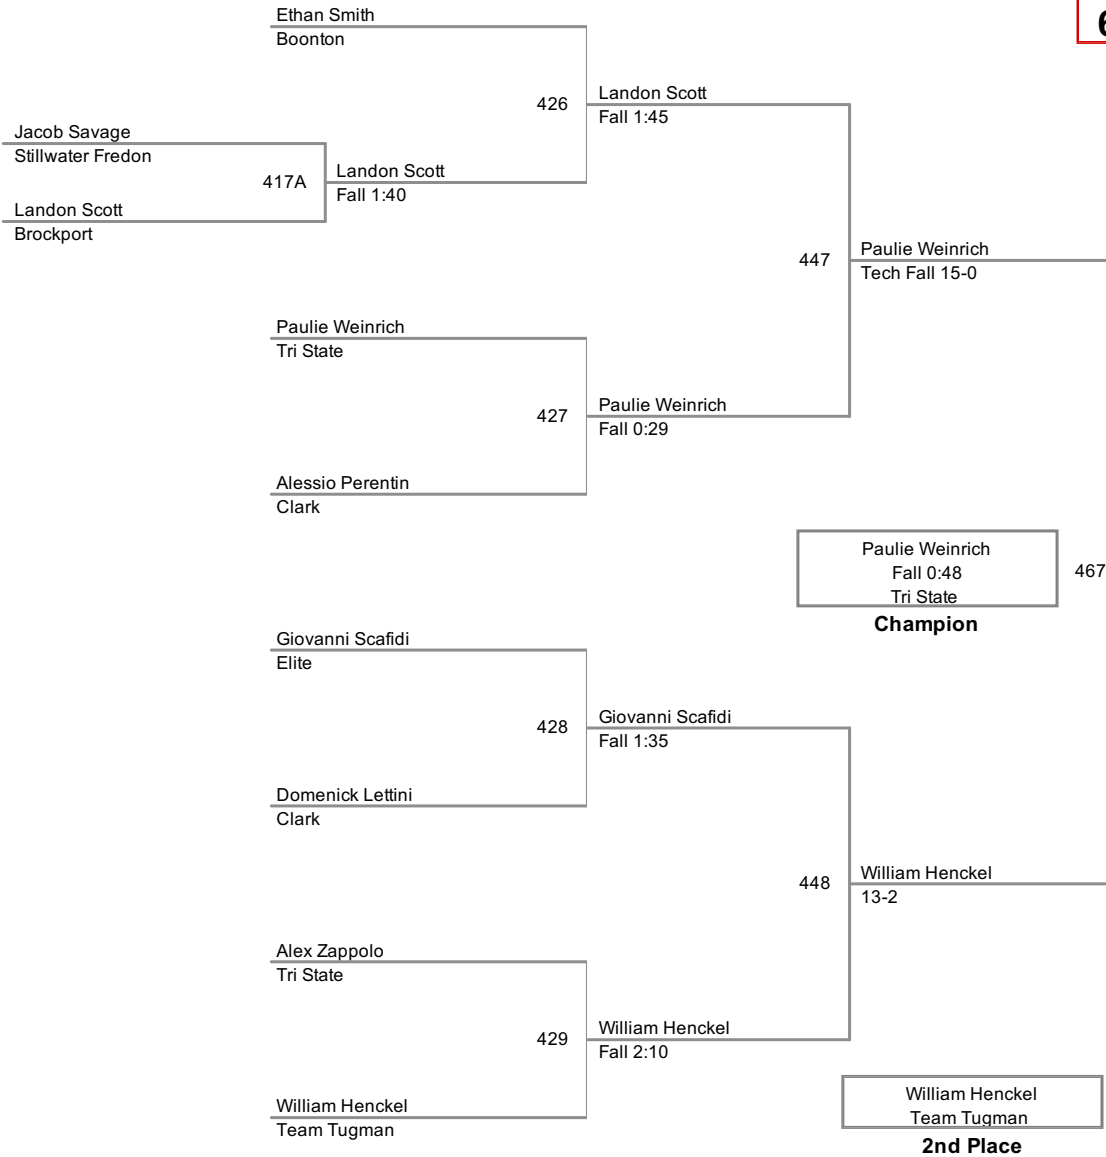 Ethan Smith
Boonton
6
426
Landon Scott
Fall 1:45
Jacob Savage
Stillwater Fredon
417A
Landon Scott
Fall 1:40
Landon Scott
Brockport
447
Paulie Weinrich
Tech Fall 15-0
Paulie Weinrich
Tri State
427
Paulie Weinrich
Fall 0:29
Alessio Perentin
Clark
Paulie Weinrich
Fall 0:48
Tri State
467
Champion
Giovanni Scafidi
Elite
428
Giovanni Scafidi
Fall 1:35
Domenick Lettini
Clark
448
William Henckel
13-2
Alex Zappolo
Tri State
429
William Henckel
Fall 2:10
William Henckel
Team Tugman
William Henckel
Team Tugman
2nd Place